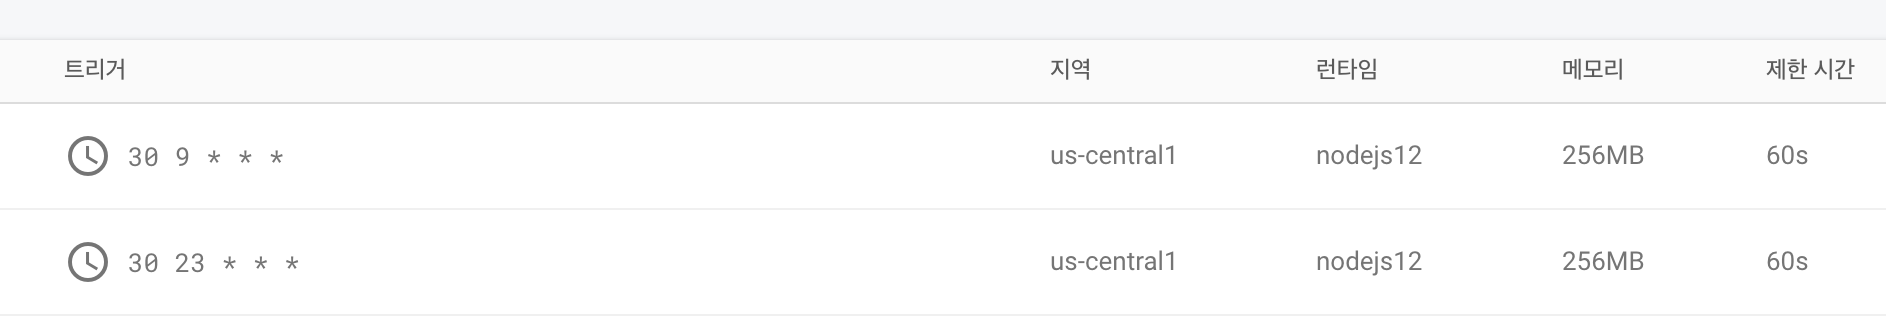 트리거 지역 런타임 메모리 제한 시간
30 9 * * * us-central1 nodejs12 256MB 60s
30 23 * * * us-central1 nodejs12 256MB 60s